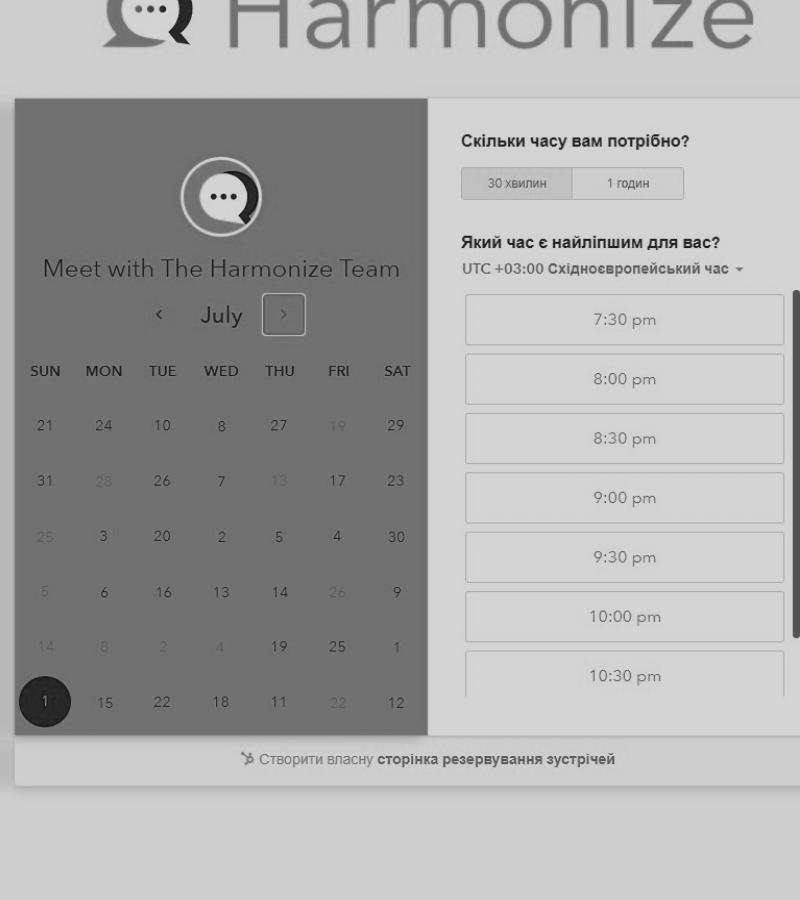 Harmonize
Meet with The Harmonize Team
July
SUN MON TUE WED THU FRI SAT
21 24 10 8 27 19 29
31 28 26 7 13 17 23
25 3 20 2 5 4 30
5 6 16 13 14 26 9
14 8 2 4 19 25 1
1 15 22 18 11 22 12
Скільки часу вам потрібно?
30 хвилин 1 годин
Який час є найліпшим для вас?
UTC +03:00 Східноєвропейський час
7:30 pm
8:00 pm
8:30 pm
9:00 pm
9:30 pm
10:00 pm
10:30 pm
Створити власну сторінка резервування зустрічей